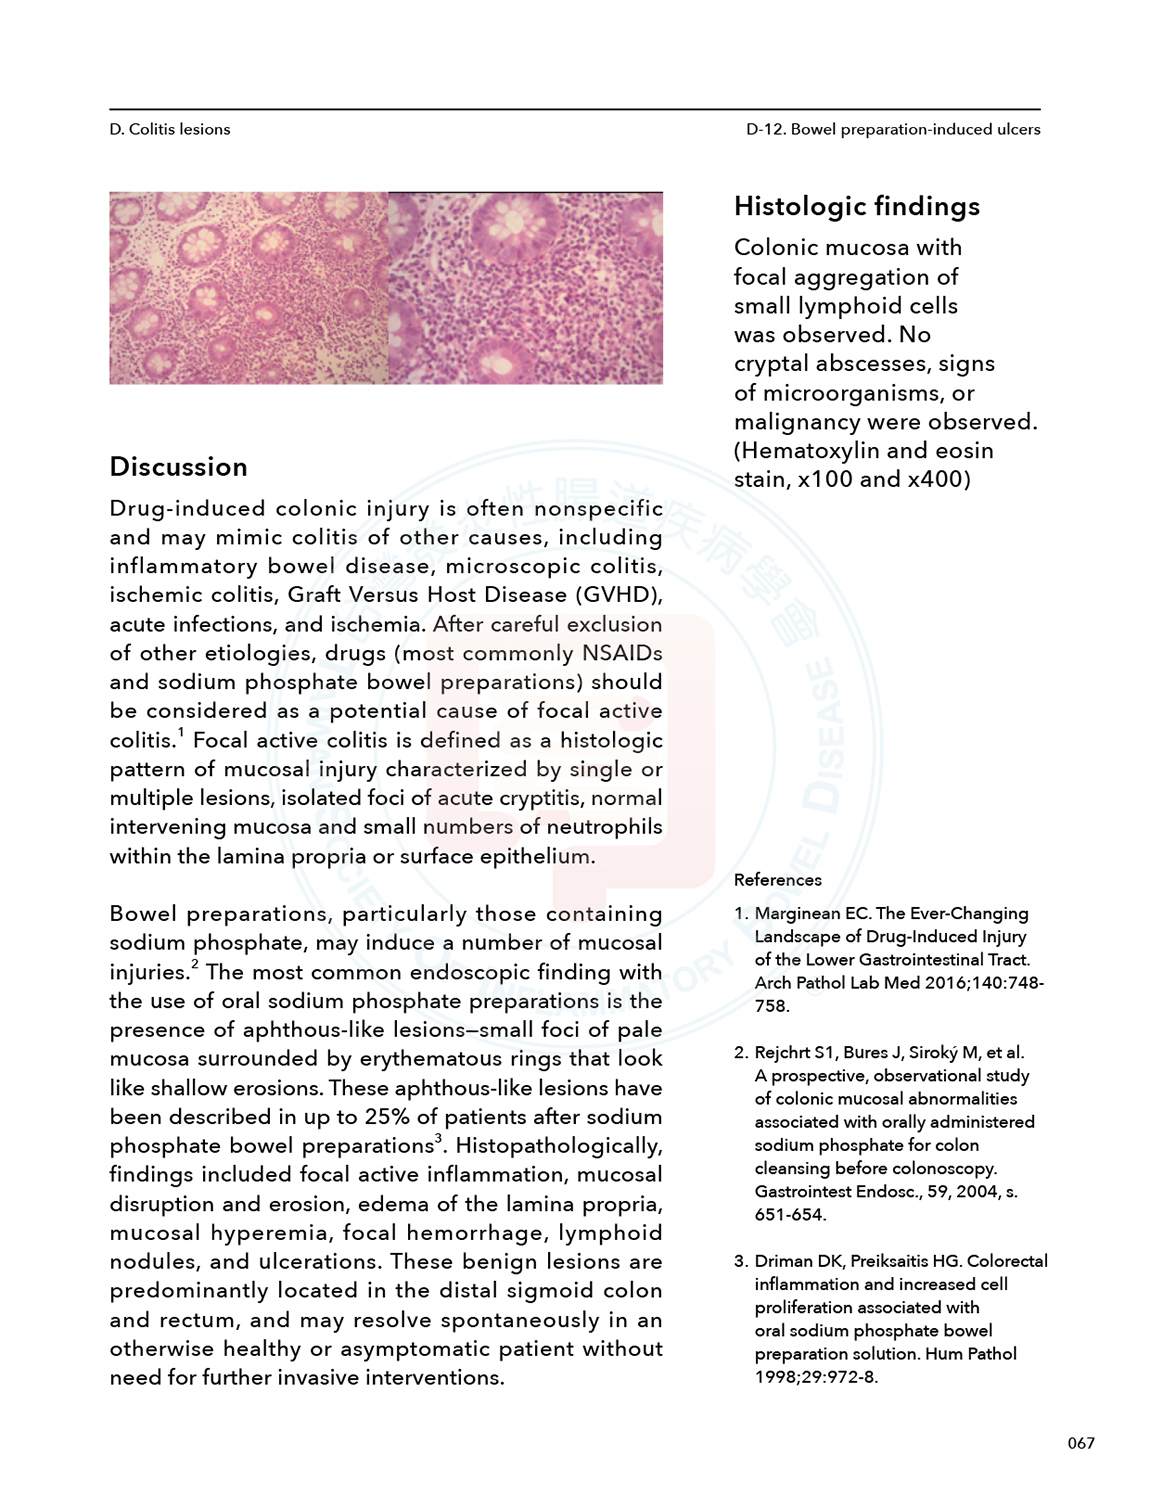 D. Colitis lesions
D-12. Bowel preparation-induced ulcers
Histologic findings
Colonic mucosa with
focal aggregation of
small lymphoid cells
was observed. No
cryptal abscesses, signs
of microorganisms, or
malignancy were observed.
(Hematoxylin and eosin
stain, x100 and x400)
Discussion
Drug-induced colonic injury is often nonspecific
and may mimic colitis of other causes, including
inflammatory bowel disease, microscopic colitis,
ischemic colitis, Graft Versus Host Disease (GVHD),
acute infections, and ischemia. After careful exclusion
of other etiologies, drugs (most commonly NSAIDs
and sodium phosphate bowel preparations) should
be considered as a potential cause of focal active
colitis.1 Focal active colitis is defined as a histologic
pattern of mucosal injury characterized by single or
multiple lesions, isolated foci of acute cryptitis, normal
intervening mucosa and small numbers of neutrophils
within the lamina propria or surface epithelium.
Bowel preparations, particularly those containing
sodium phosphate, may induce a number of mucosal
injuries.2 The most common endoscopic finding with
the use of oral sodium phosphate preparations is the
presence of aphthous-like lesions—small foci of pale
mucosa surrounded by erythematous rings that look
like shallow erosions. These aphthous-like lesions have
been described in up to 25% of patients after sodium
phosphate bowel preparations3. Histopathologically,
findings included focal active inflammation, mucosal
disruption and erosion, edema of the lamina propria,
mucosal hyperemia, focal hemorrhage, lymphoid
nodules, and ulcerations. These benign lesions are
predominantly located in the distal sigmoid colon
and rectum, and may resolve spontaneously in an
otherwise healthy or asymptomatic patient without
need for further invasive interventions.
References
1. Marginean EC. The Ever-Changing
Landscape of Drug-Induced Injury
of the Lower Gastrointestinal Tract.
Arch Pathol Lab Med 2016;140:748-
758.
2. Rejchrt S1, Bures J, Siroký M, et al.
A prospective, observational study
of colonic mucosal abnormalities
associated with orally administered
sodium phosphate for colon
cleansing before colonoscopy.
Gastrointest Endosc., 59, 2004, s.
651-654.
3. Driman DK, Preiksaitis HG. Colorectal
inflammation and increased cell
proliferation associated with
oral sodium phosphate bowel
preparation solution. Hum Pathol
1998;29:972-8.
067